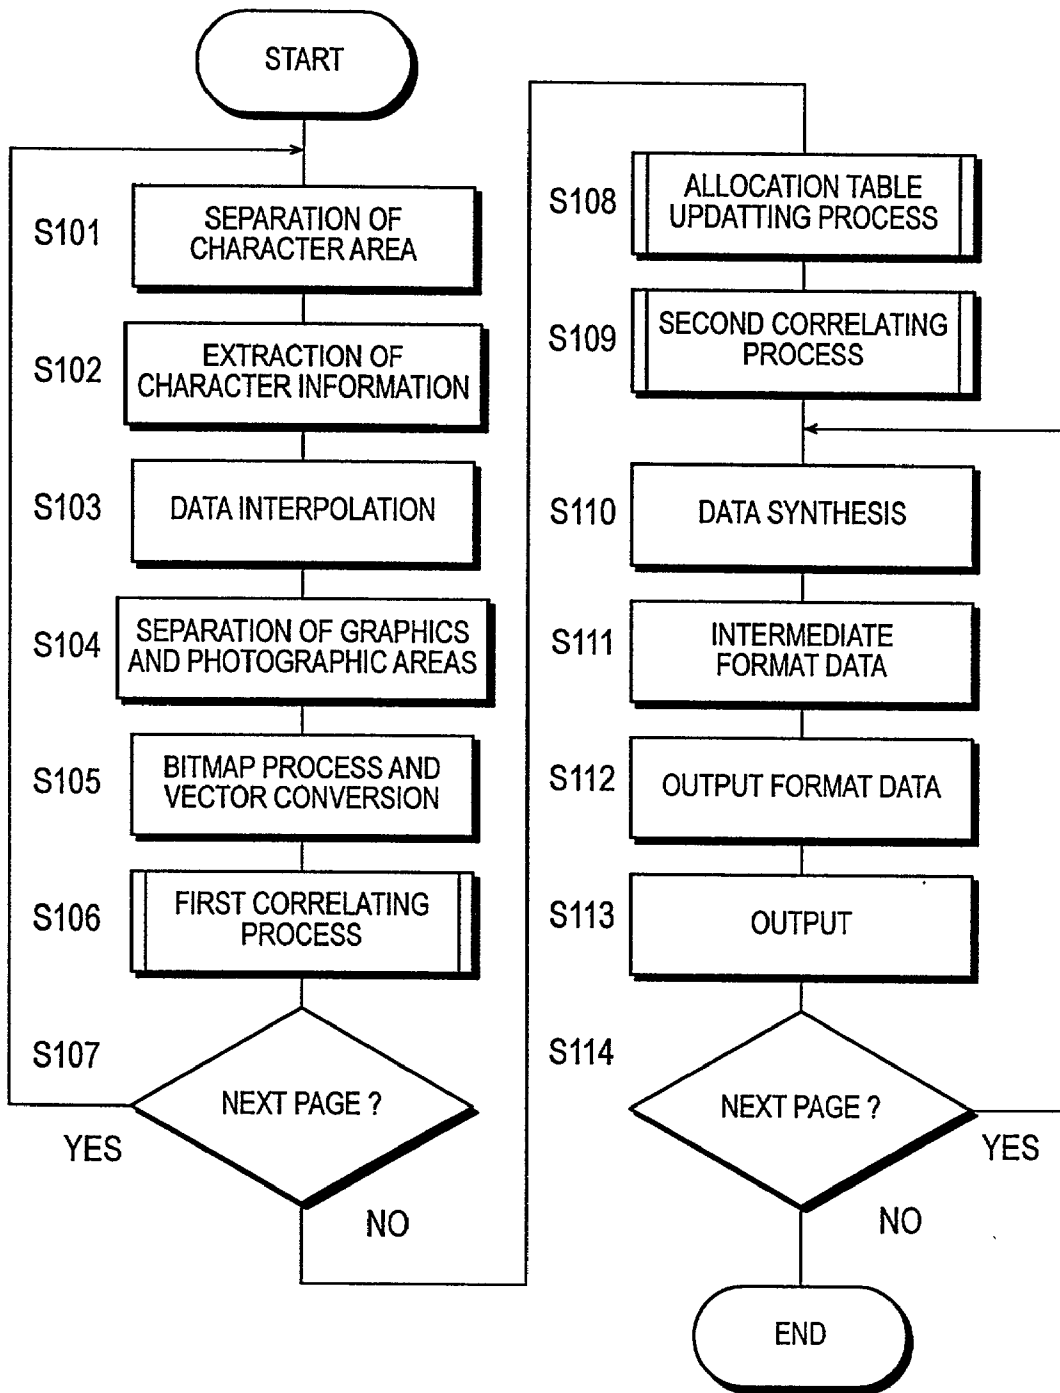 START
S101
SEPARATION OF
CHARACTER AREA
S102
EXTRACTION OF
CHARACTER INFORMATION
S103
DATA INTERPOLATION
S104
SEPARATION OF GRAPHICS
AND PHOTOGRAPHIC AREAS
S105
BITMAP PROCESS AND
VECTOR CONVERSION
S106
FIRST CORRELATING
PROCESS
S107
NEXT PAGE ?
YES
NO
S108
ALLOCATION TABLE
UPDATTING PROCESS
S109
SECOND CORRELATING
PROCESS
S110
DATA SYNTHESIS
S111
INTERMEDIATE
FORMAT DATA
S112
OUTPUT FORMAT DATA
S113
OUTPUT
S114
NEXT PAGE ?
YES
NO
END